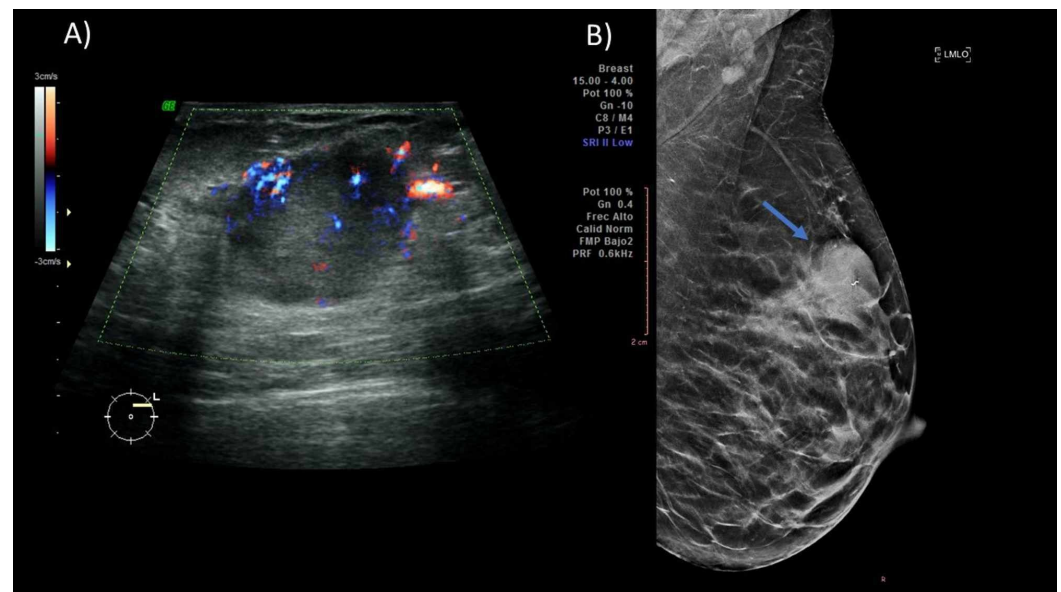 A)
3cm/s
-3cm/s
L
B)
Breast
15.00 - 4.00
Pot 100 %
Gn -10
C8 / M4
P3 / E1
SRI II Low
Pot 100 %
Gn 0.4
Frec Alto
Calid Norm
FMP Bajo2
PRF 0.6kHz
2 cm
LMLO
R